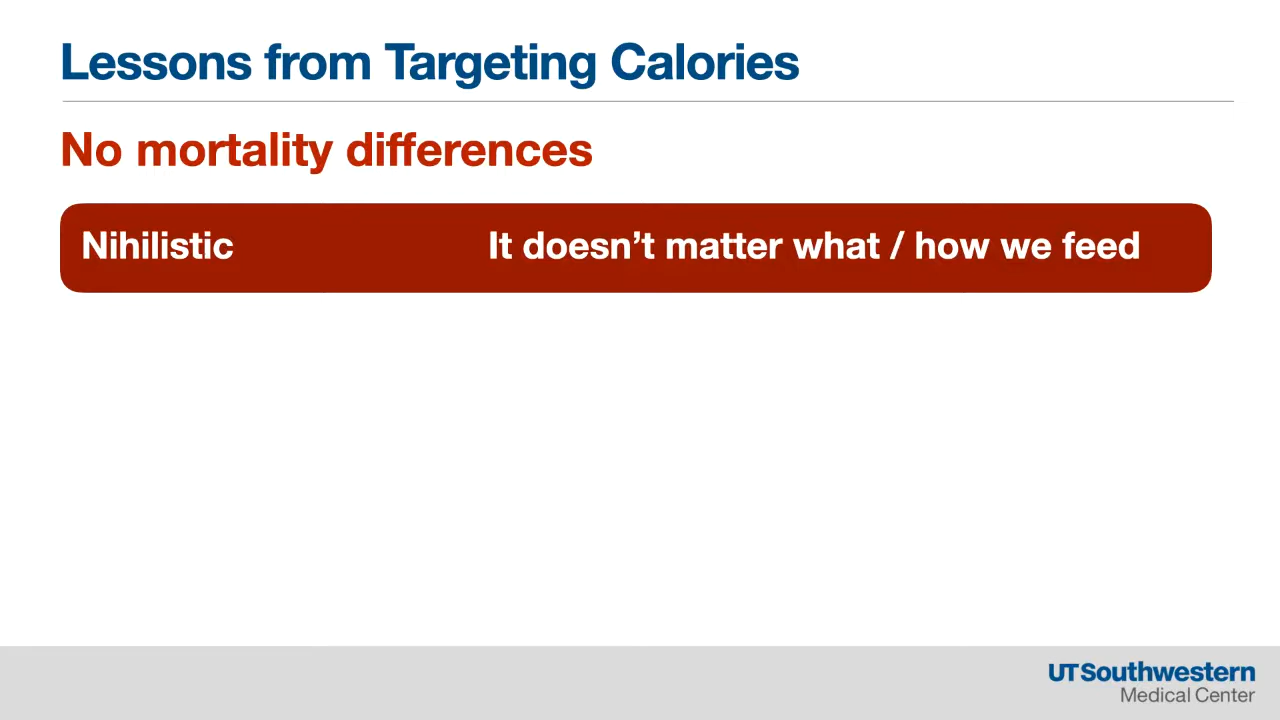 Lessons from Targeting Calories
No mortality differences
Nihilistic It doesn’t matter what / how we feed
UTSouthwestern
Medical Center